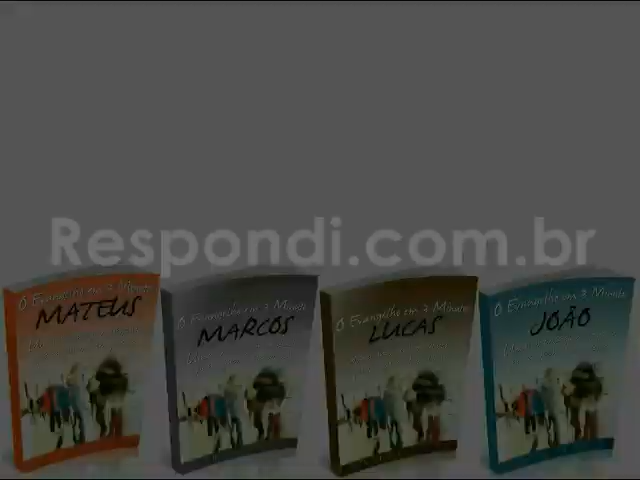 Respondi.com.br
O Evangelho em 3 Minutos
MATEUS
O Evangelho em 3 Minutos
MARCOS
O Evangelho em 3 Minutos
LUCAS
O Evangelho em 3 Minutos
JOÃO